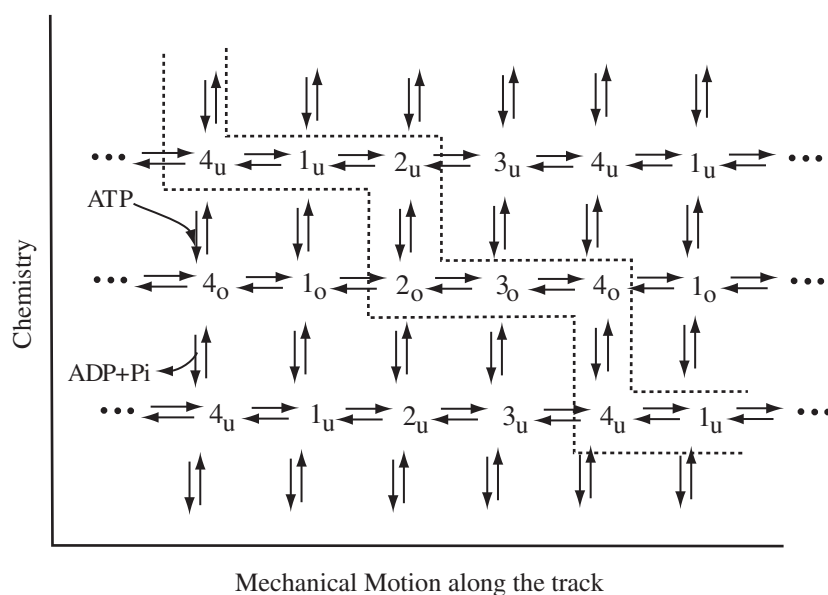 ••• 4u 1u 2u 3u 4u 1u •••
ATP
••• 4o 1o 2o 3o 4o 1o •••
ADP+Pi
••• 4u 1u 2u 3u 4u 1u •••
Chemistry
Mechanical Motion along the track